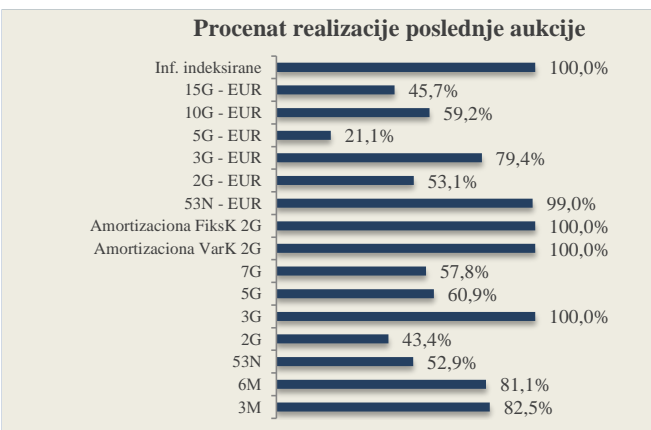 Procenat realizacije poslednje aukcije
Inf. indeksirane 100,0%
15G - EUR 45,7%
10G - EUR 59,2%
5G - EUR 21,1%
3G - EUR 79,4%
2G - EUR 53,1%
53N - EUR 99,0%
Amortizaciona FiksK 2G 100,0%
Amortizaciona VarK 2G 100,0%
7G 57,8%
5G 60,9%
3G 100,0%
2G 43,4%
53N 52,9%
6M 81,1%
3M 82,5%